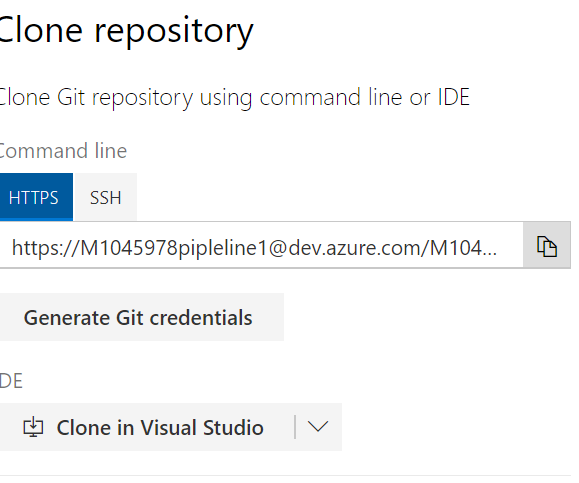 Clone repository
Clone Git repository using command line or IDE
Command line
HTTPS SSH
https://M1045978pipleline1@dev.azure.com/M104...
Generate Git credentials
IDE
Clone in Visual Studio